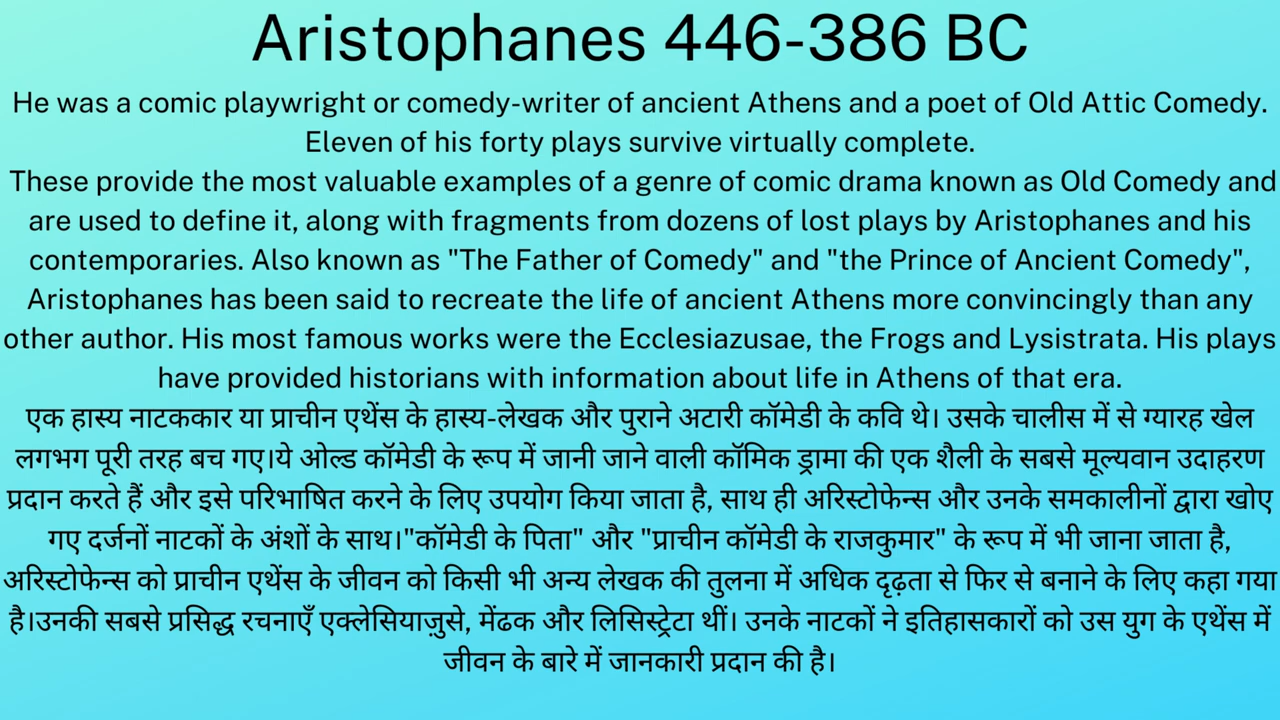 Aristophanes 446-386 BC
He was a comic playwright or comedy-writer of ancient Athens and a poet of Old Attic Comedy.
Eleven of his forty plays survive virtually complete.
These provide the most valuable examples of a genre of comic drama known as Old Comedy and
are used to define it, along with fragments from dozens of lost plays by Aristophanes and his
contemporaries. Also known as "The Father of Comedy" and "the Prince of Ancient Comedy",
Aristophanes has been said to recreate the life of ancient Athens more convincingly than any
other author. His most famous works were the Ecclesiazusae, the Frogs and Lysistrata. His plays
have provided historians with information about life in Athens of that era.
एक हास्य नाटककार या प्राचीन एथेंस के हास्य-लेखक और पुराने अटारी कॉमेडी के कवि थे। उसके चालीस में से ग्यारह खेल
लगभग पूरी तरह बच गए।ये ओल्ड कॉमेडी के रूप में जानी जाने वाली कॉमिक ड्रामा की एक शैली के सबसे मूल्यवान उदाहरण
प्रदान करते हैं और इसे परिभाषित करने के लिए उपयोग किया जाता है, साथ ही अरिस्टोफेन्स और उनके समकालीनों द्वारा खोए
गए दर्जनों नाटकों के अंशों के साथ।"कॉमेडी के पिता" और "प्राचीन कॉमेडी के राजकुमार" के रूप में भी जाना जाता है,
अरिस्टोफेन्स को प्राचीन एथेंस के जीवन को किसी भी अन्य लेखक की तुलना में अधिक दृढ़ता से फिर से बनाने के लिए कहा गया
है।उनकी सबसे प्रसिद्ध रचनाएँ एक्लेसियाज़ुसे, मेंढक और लिसिस्ट्रेटा थीं। उनके नाटकों ने इतिहासकारों को उस युग के एथेंस में
जीवन के बारे में जानकारी प्रदान की है।